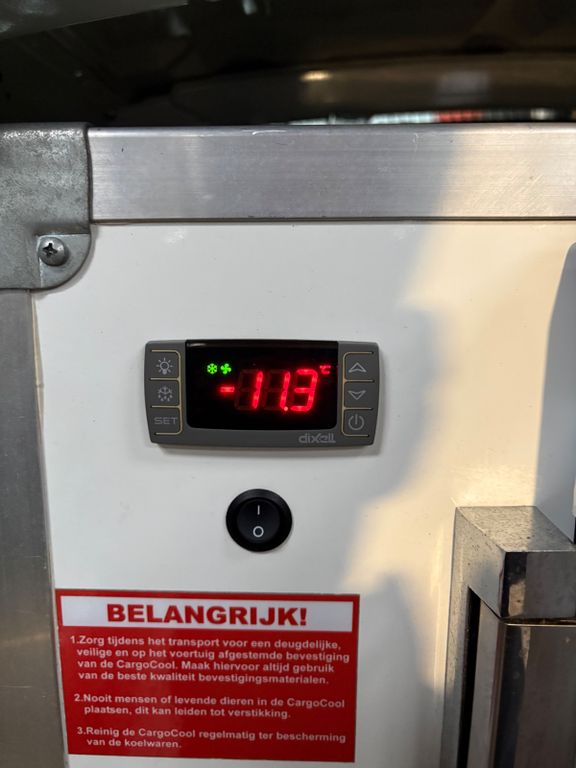 -11.3 °C
SET
dixell
I
O
BELANGRIJK!
1.Zorg tijdens het transport voor een deugdelijke,
veilige en op het voertuig afgestemde bevestiging
van de CargoCool. Maak hiervoor altijd gebruik
van de beste kwaliteit bevestigingsmaterialen.
2.Nooit mensen of levende dieren in de CargoCool
plaatsen, dit kan leiden tot verstikking.
3.Reinig de CargoCool regelmatig ter bescherming
van de koelwaren.